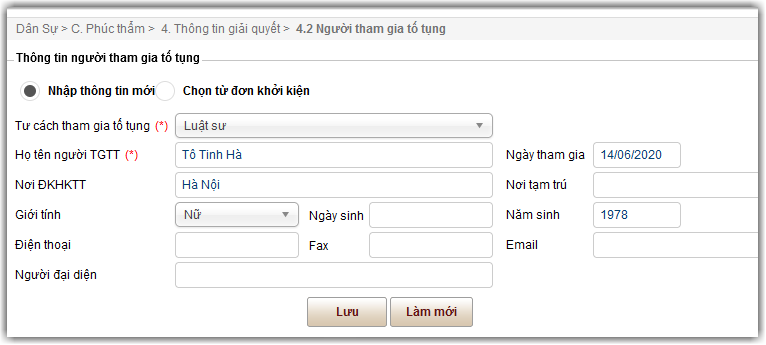 Dân Sự > C. Phúc thẩm > 4. Thông tin giải quyết > 4.2 Người tham gia tố tụng
Thông tin người tham gia tố tụng
Nhập thông tin mới Chọn từ đơn khởi kiện
Tư cách tham gia tố tụng (*) Luật sư
Họ tên người TGTT (*) Tô Tinh Hà Ngày tham gia 14/06/2020
Nơi ĐKHKTT Hà Nội Nơi tạm trú
Giới tính Nữ Ngày sinh Năm sinh 1978
Điện thoại Fax Email
Người đại diện
Lưu Làm mới